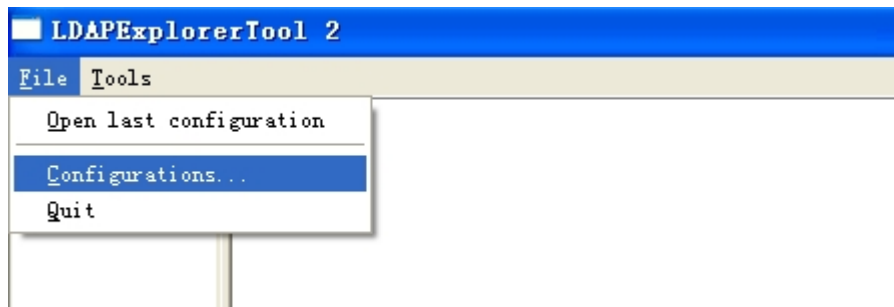 LDAPExplorerTool 2
File Tools
Open last configuration
Configurations...
Quit